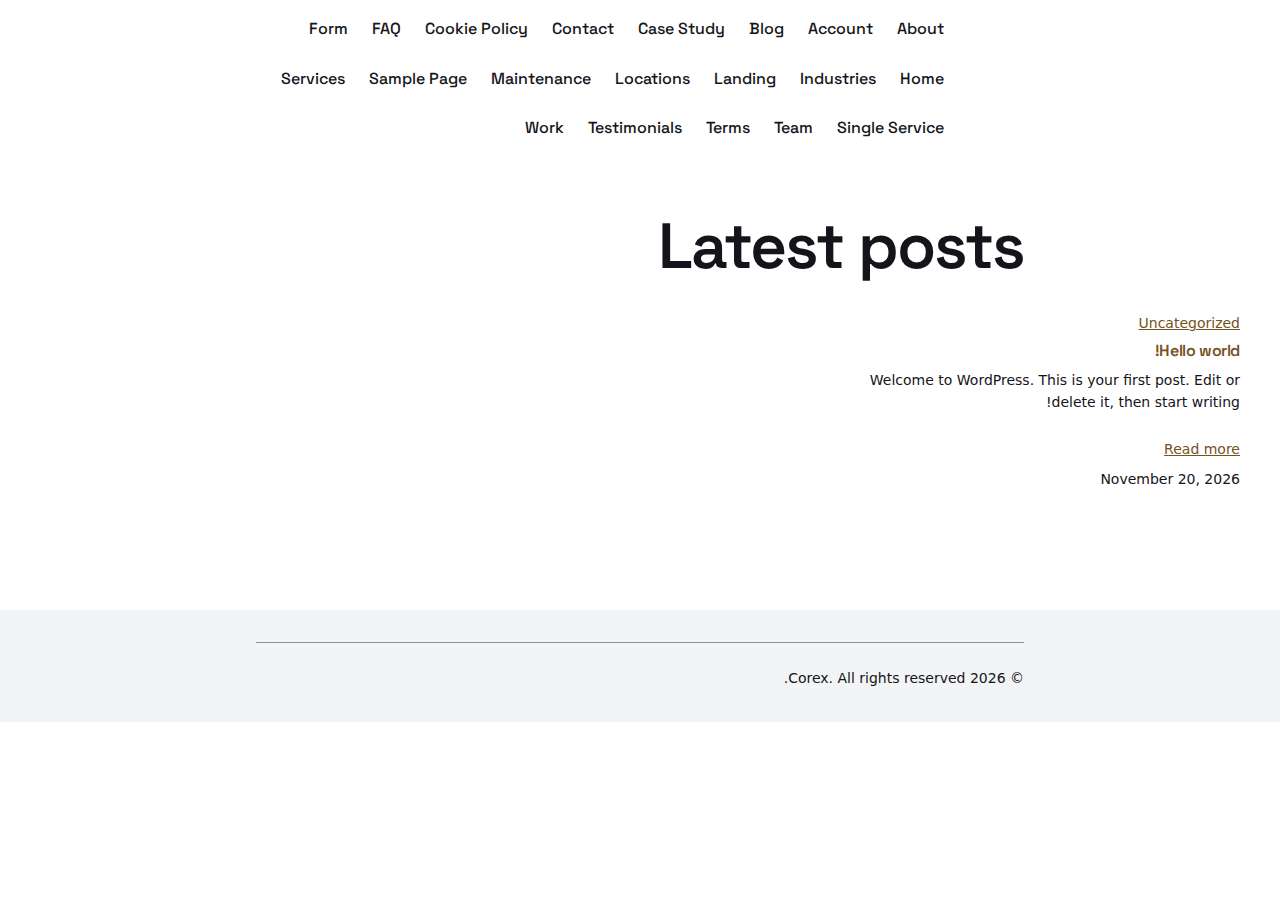 Form FAQ Cookie Policy Contact Case Study Blog Account About
Services Sample Page Maintenance Locations Landing Industries Home
Work Testimonials Terms Team Single Service
Latest posts
Uncategorized
!Hello world
Welcome to WordPress. This is your first post. Edit or
!delete it, then start writing
Read more
November 20, 2026
.Corex. All rights reserved 2026 ©